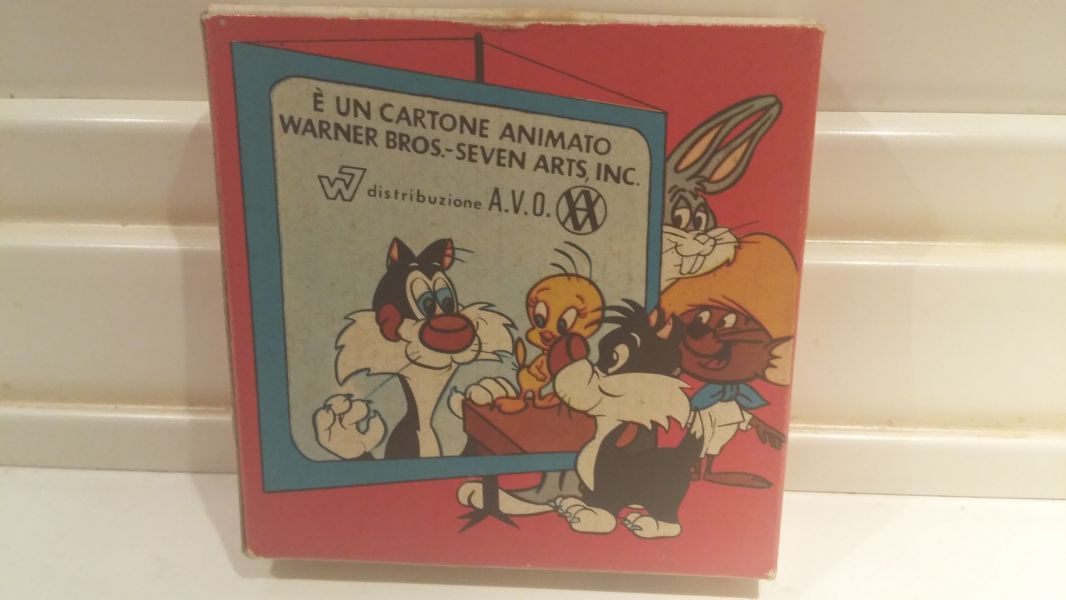 È UN CARTONE ANIMATO
WARNER BROS.-SEVEN ARTS, INC.
W7 distribuzione A.V.O.